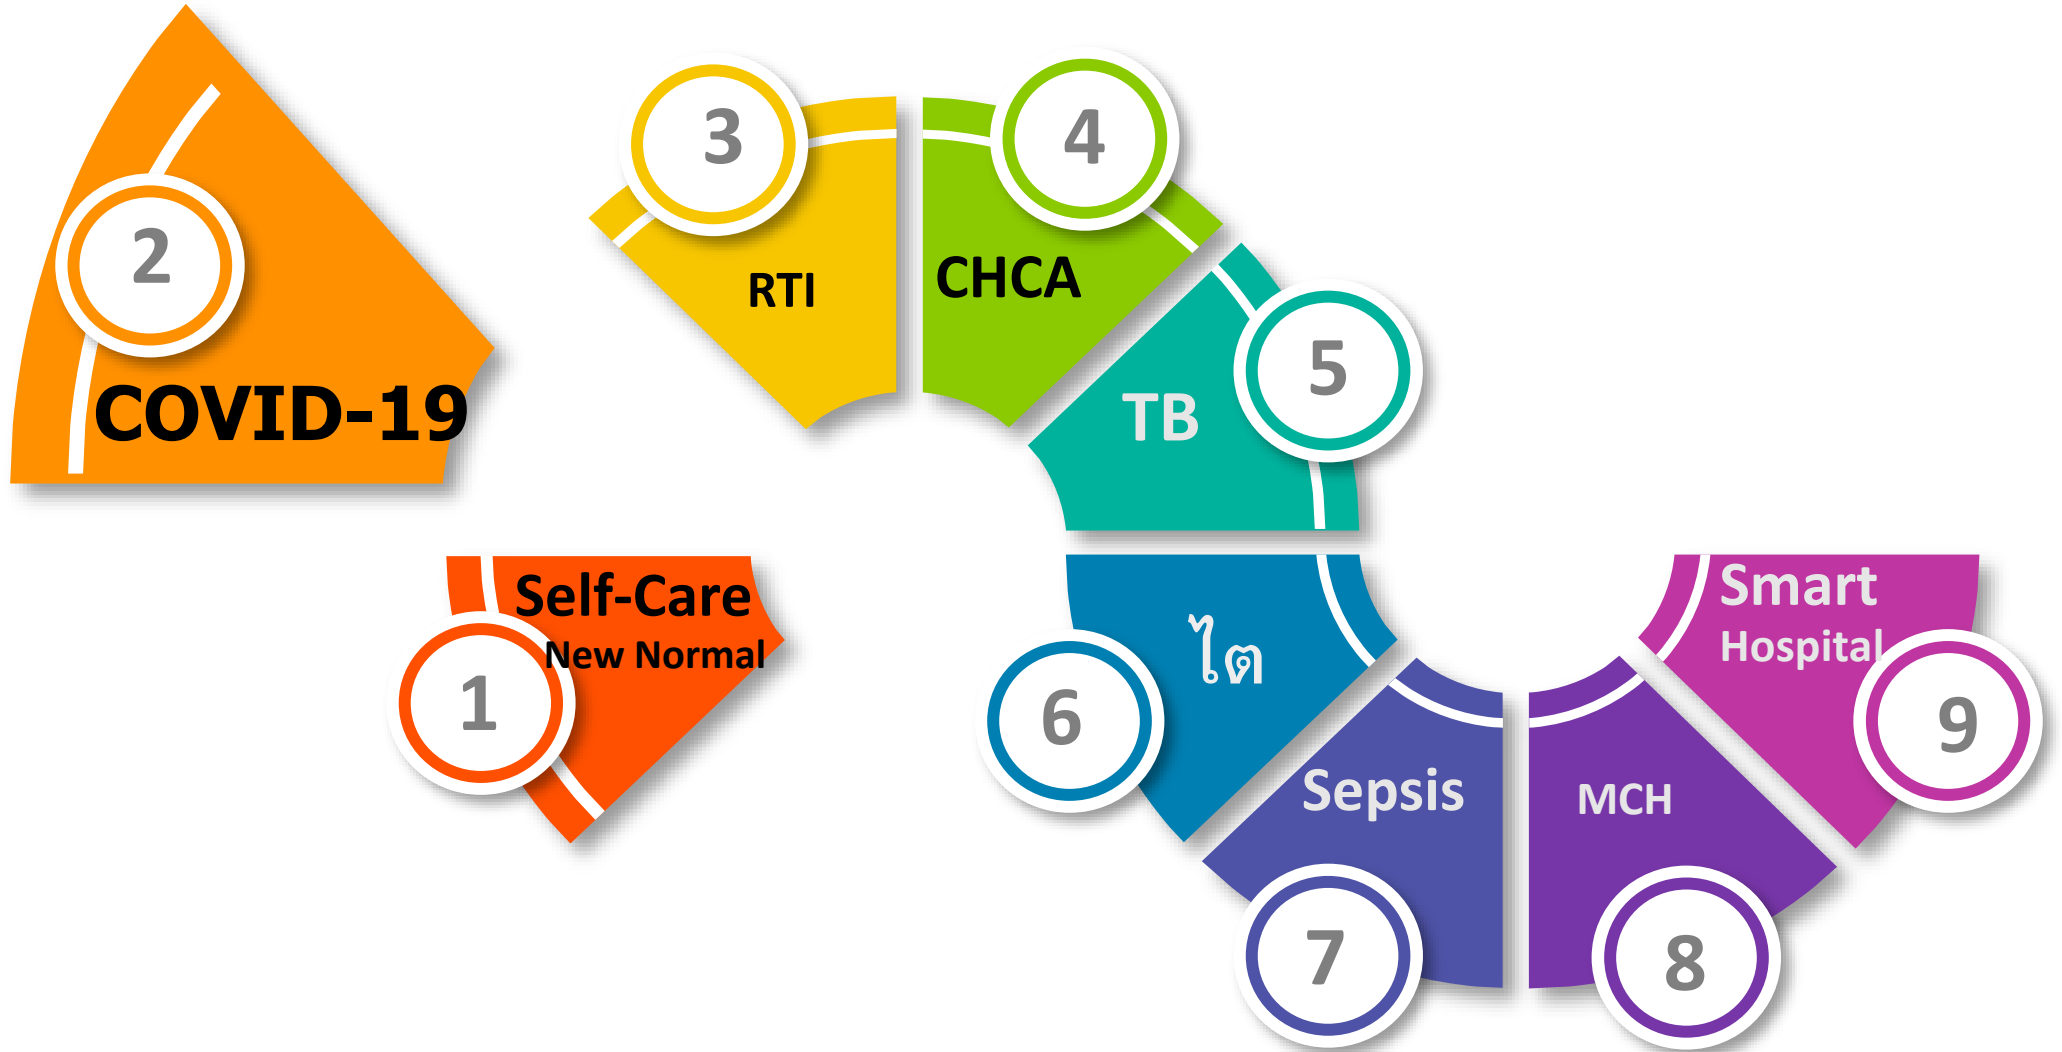 1
Self-Care
New Normal
2
COVID-19
3
RTI
4
CHCA
5
TB
6
ไต
7
Sepsis
8
MCH
9
Smart
Hospital